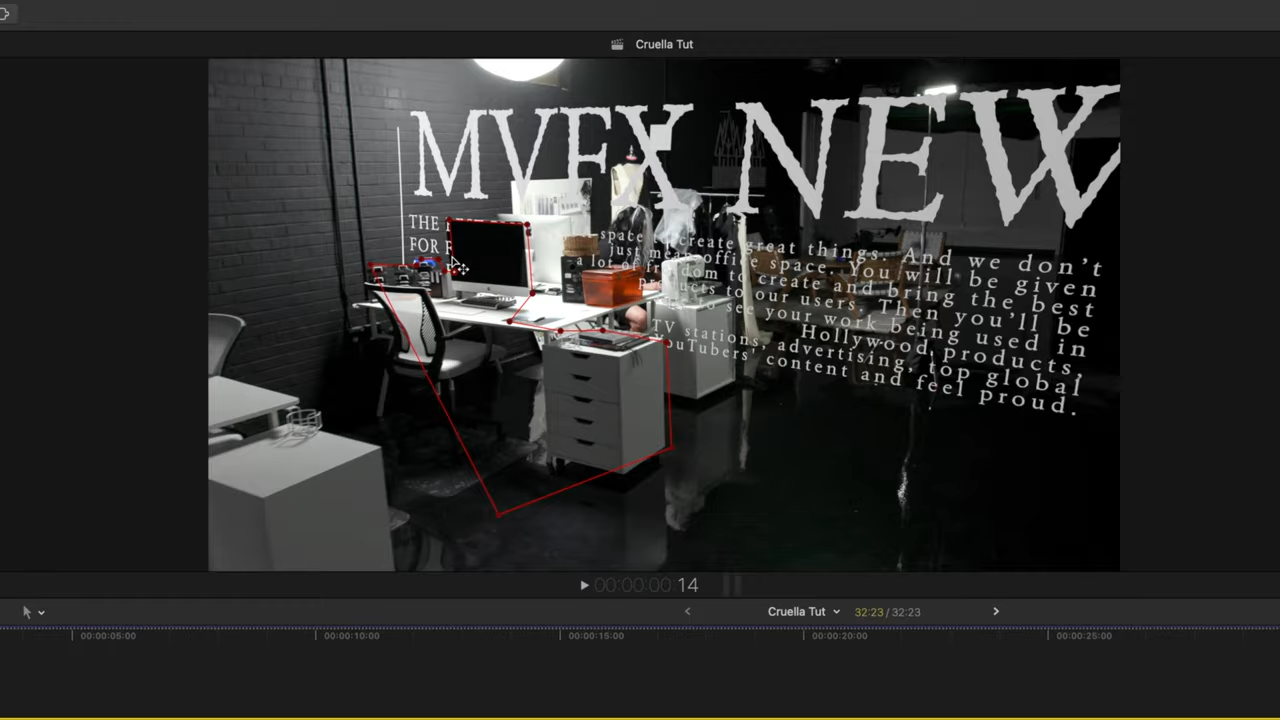 Cruella Tut
MVFX NEW
THE
FOR
space to create great things. And we don't
just mean office space. You will be given
a lot of freedom to create and bring the best
products to our users. Then you'll be
to see your work being used in
Hollywood products,
TV stations, advertising, top global
YouTubers' content and feel proud.
00:00:00:00 14
Cruella Tut
32:23 / 32:23
00:00:05:00
00:00:10:00
00:00:15:00
00:00:20:00
00:00:25:00